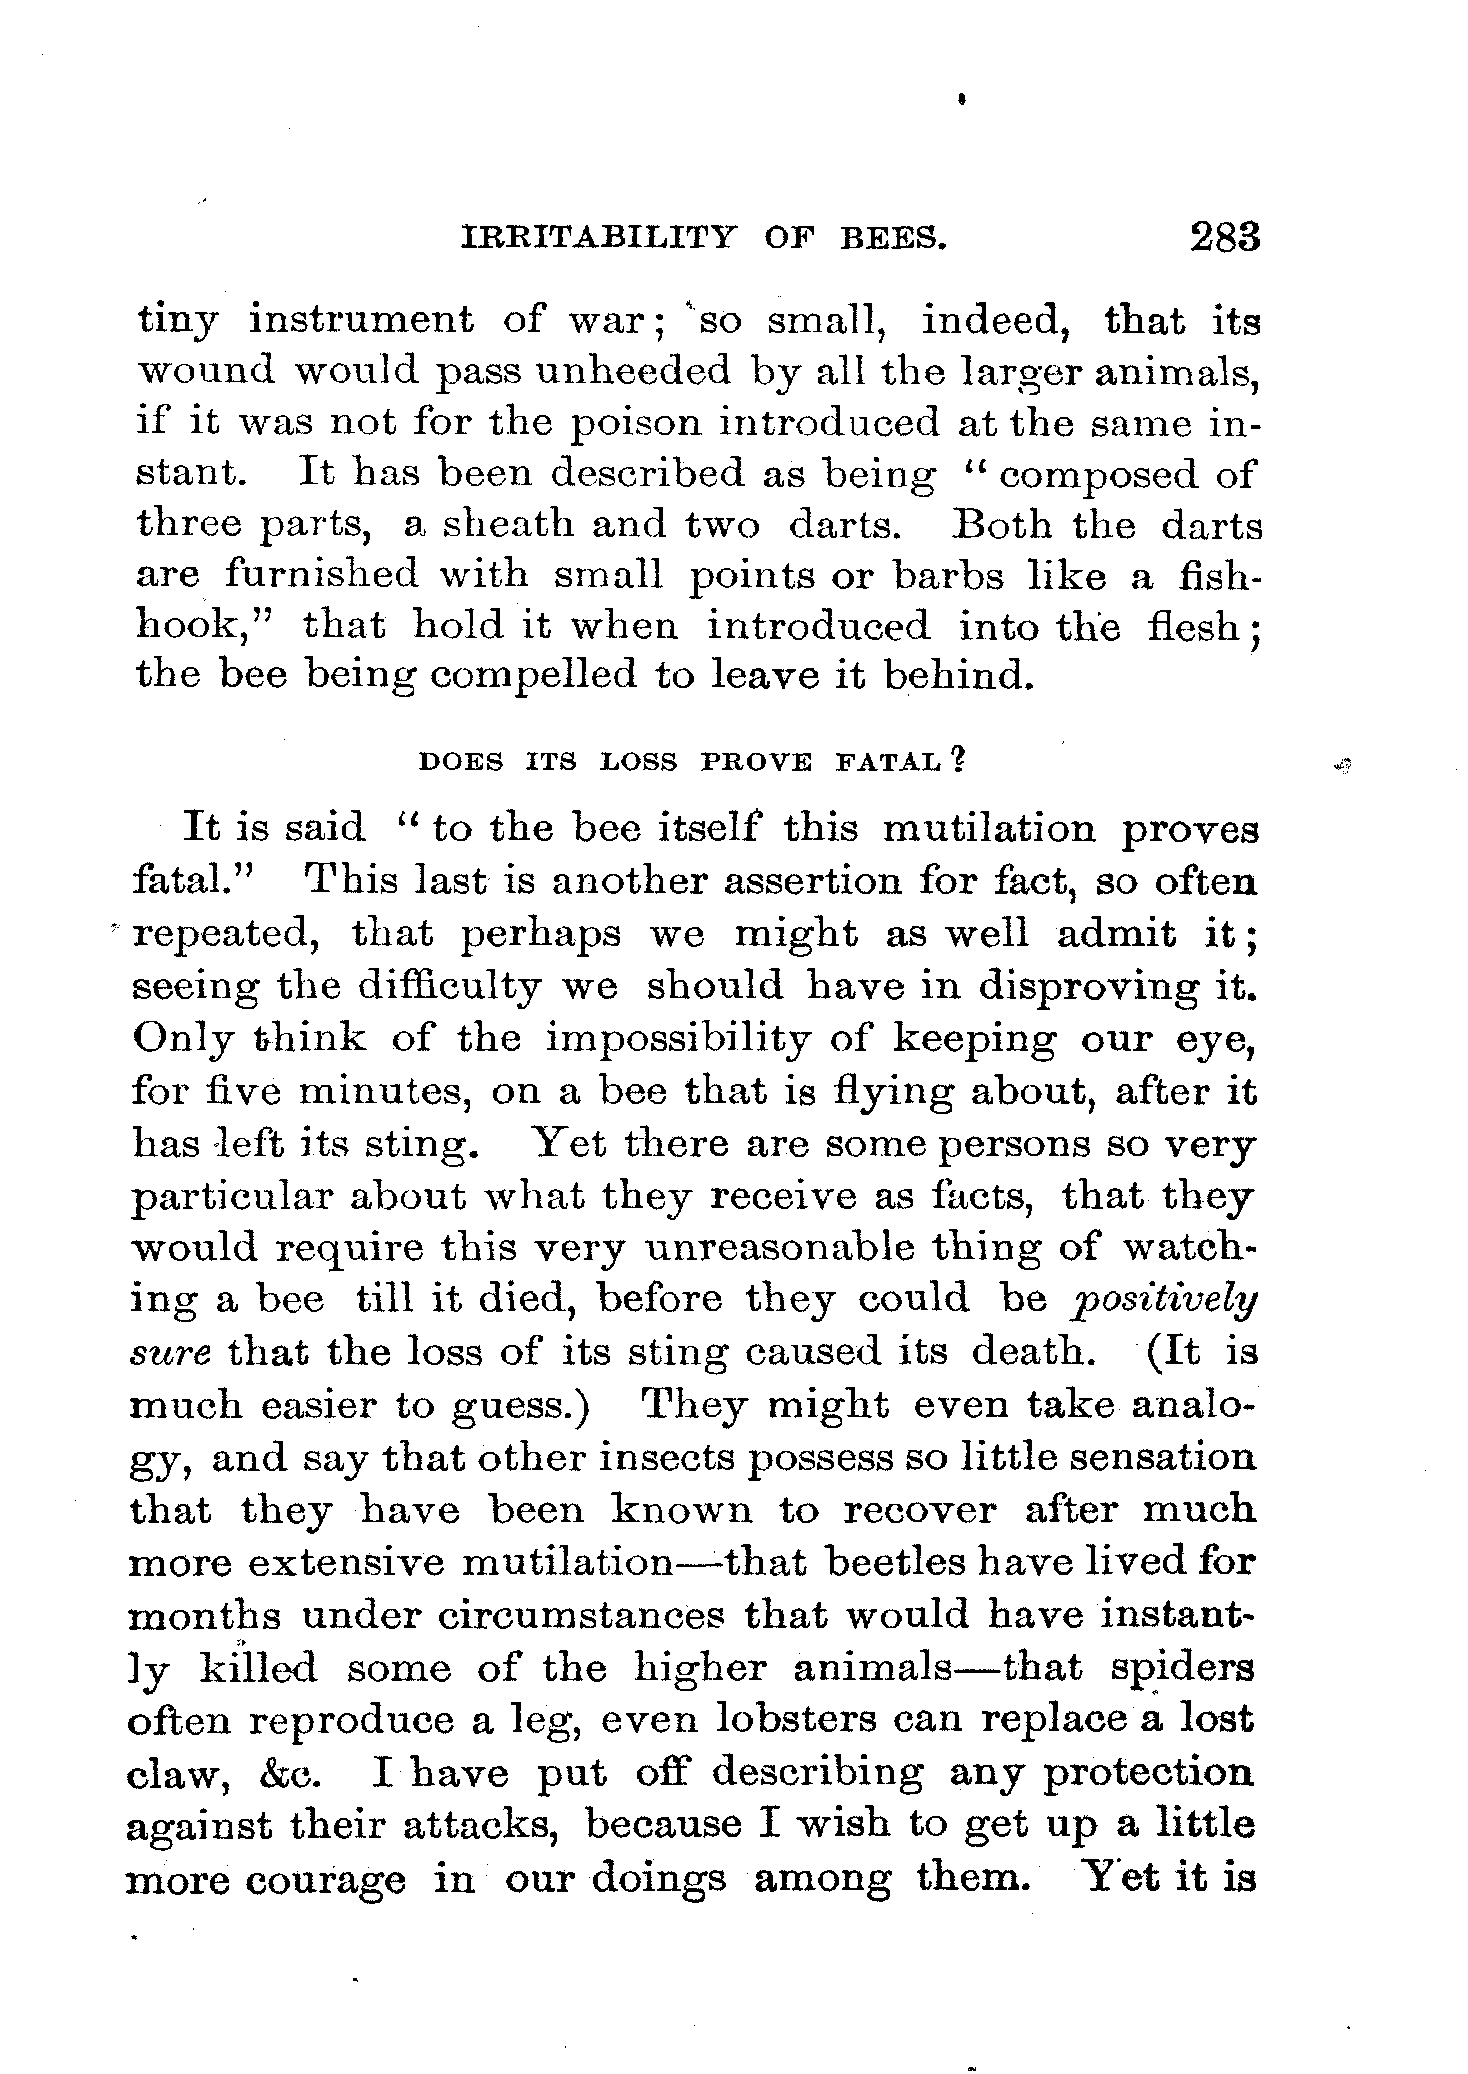 IRRITABILITY OF BEES. 283
tiny instrument of war; so small, indeed, that its
wound would pass unheeded by all the larger animals,
if it was not for the poison introduced at the same in-
stant. It has been described as being " composed of
three parts, a sheath and two darts. Both the darts
are furnished with small points or barbs like a fish-
hook," that hold it when introduced into the flesh;
the bee being compelled to leave it behind.
DOES ITS LOSS PROVE FATAL?
It is said " to the bee itself this mutilation proves
fatal." This last is another assertion for fact, so often
repeated, that perhaps we might as well admit it;
seeing the difficulty we should have in disproving it.
Only think of the impossibility of keeping our eye,
for five minutes, on a bee that is flying about, after it
has left its sting. Yet there are some persons so very
particular about what they receive as facts, that they
would require this very unreasonable thing of watch-
ing a bee till it died, before they could be positively
sure that the loss of its sting caused its death. (It is
much easier to guess.) They might even take analo-
gy, and say that other insects possess so little sensation
that they have been known to recover after much
more extensive mutilation—that beetles have lived for
months under circumstances that would have instant-
ly killed some of the higher animals—that spiders
often reproduce a leg, even lobsters can replace a lost
claw, &c. I have put off describing any protection
against their attacks, because I wish to get up a little
more courage in our doings among them. Yet it is